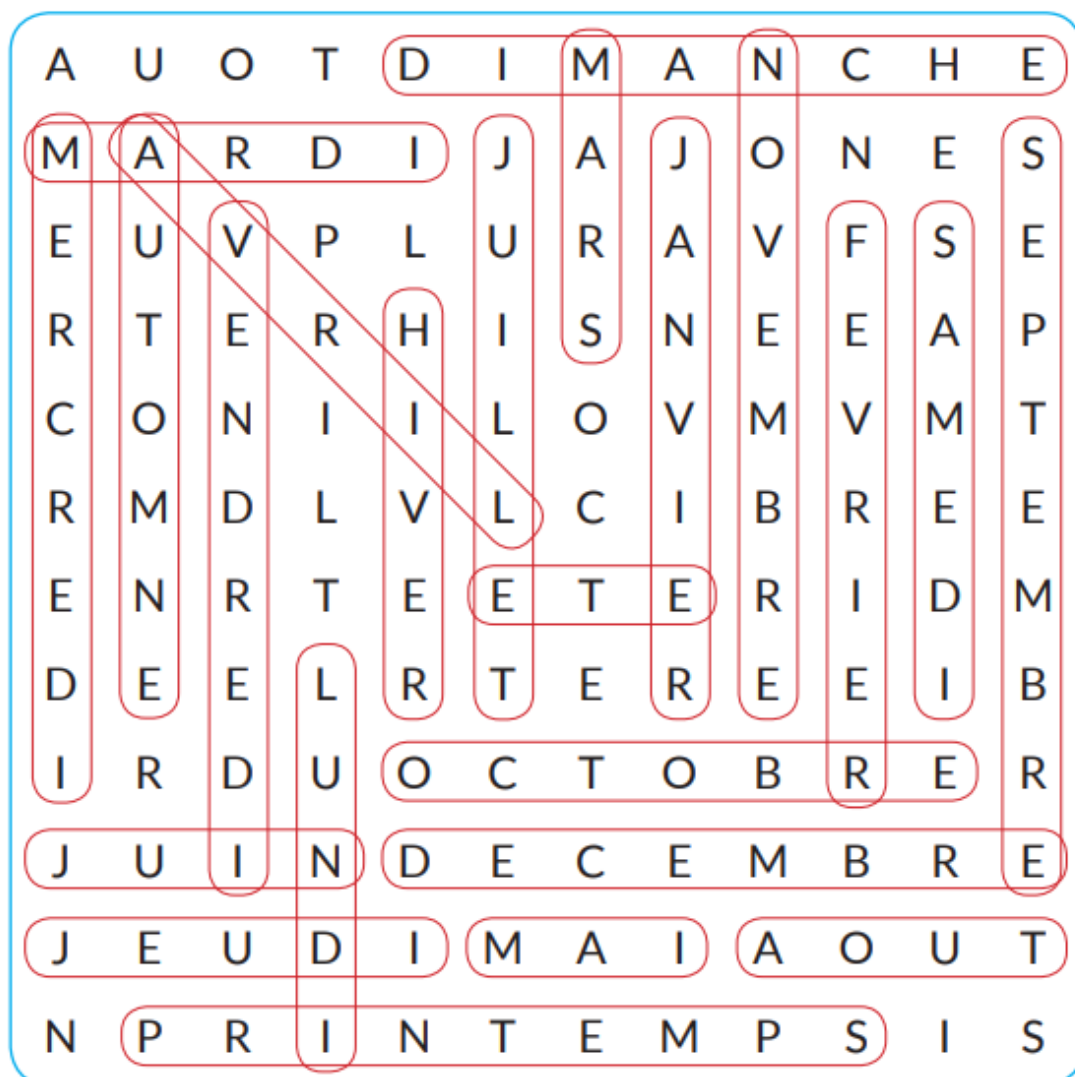 A U O T D I M A N C H E
M A R D I J A J O N E S
E U V P L U R A V F S E
R T E R H I S N E E A P
C O N I I L O V M V M T
R M D L V L C I B R E E
E N R T E E T E R I D M
D E E L R T E R E E I B
I R D U O C T O B R E R
J U I N D E C E M B R E
J E U D I M A I A O U T
N P R I N T E M P S I S